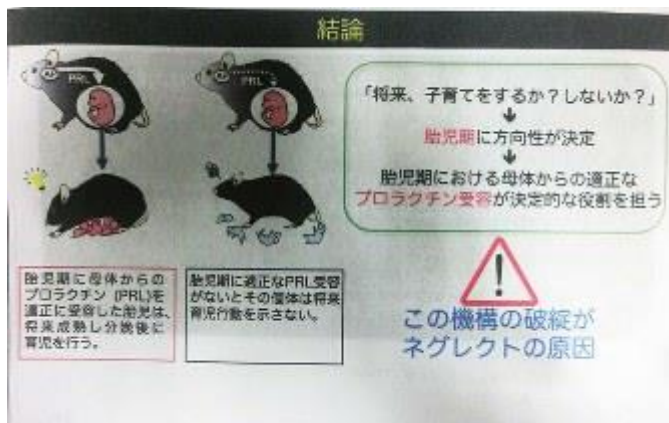 結論
PRL
PRL
胎児期に母体からの
プロラクチン (PRL)を
適正に受容した胎児は、
将来成熟し分娩後に
育児を行う。
胎児期に適正なPRL受容
がないとその個体は将来
育児行動を示さない。
「将来、子育てをするか？しないか？」
胎児期に方向性が決定
胎児期における母体からの適正な
プロラクチン受容が決定的な役割を担う
この機構の破綻が
ネグレクトの原因